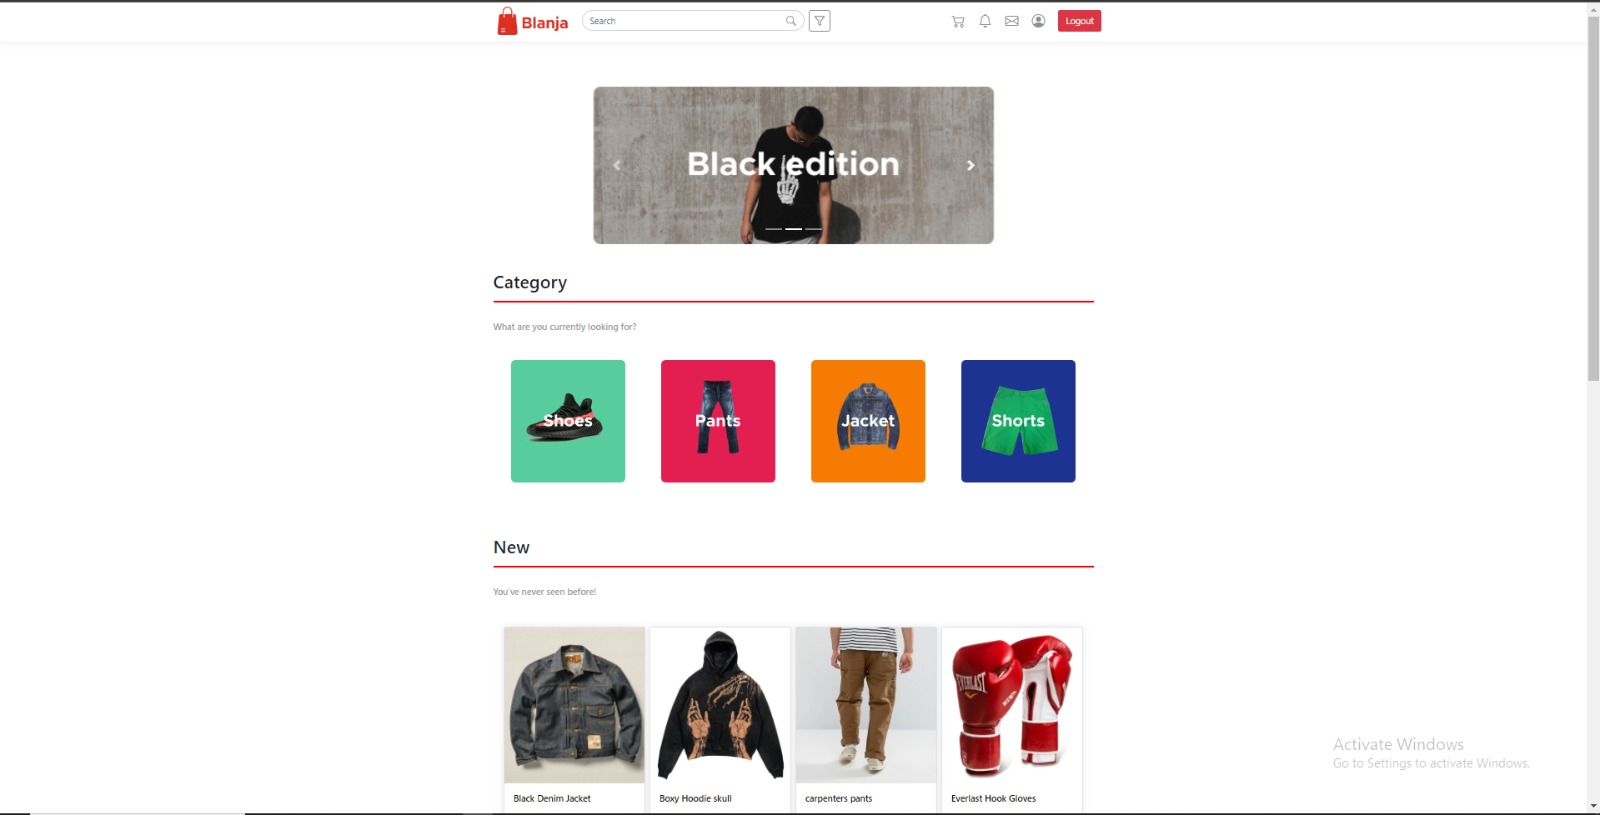 Blanja
Search
Logout
Black edition
Category
What are you currently looking for?
Shoes
Pants
Jacket
Shorts
New
You've never seen before!
EVERLAST
Black Denim Jacket
Boxy Hoodie skull
carpenters pants
Everlast Hook Gloves
Activate Windows
Go to Settings to activate Windows.